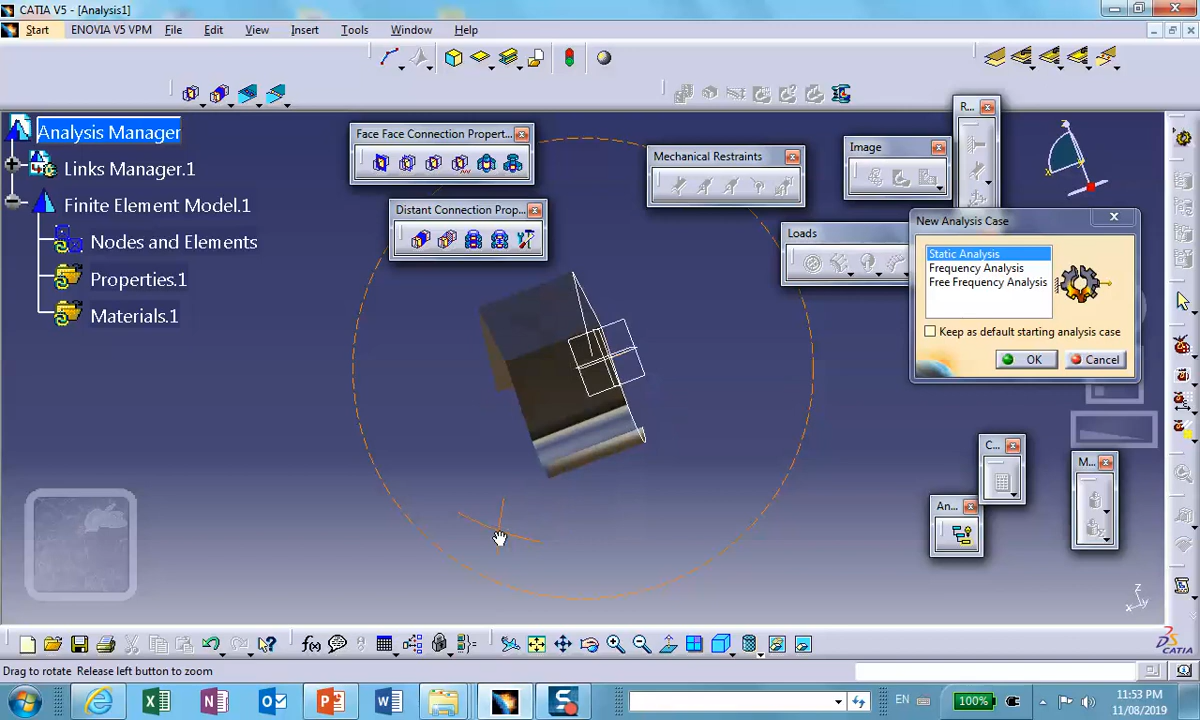 CATIA V5 - [Analysis1]
Start ENOVIA V5 VPM File Edit View Insert Tools Window Help
Analysis Manager
Links Manager.1
Finite Element Model.1
Nodes and Elements
Properties.1
Materials.1
Face Face Connection Propert...
Distant Connection Prop...
Mechanical Restraints
Image
R...
Loads
New Analysis Case
Static Analysis
Frequency Analysis
Free Frequency Analysis
Keep as default starting analysis case
OK Cancel
C...
M...
An...
z
x
y
f(x)
CATIA
Drag to rotate Release left button to zoom
EN
100%
11:53 PM
11/08/2019